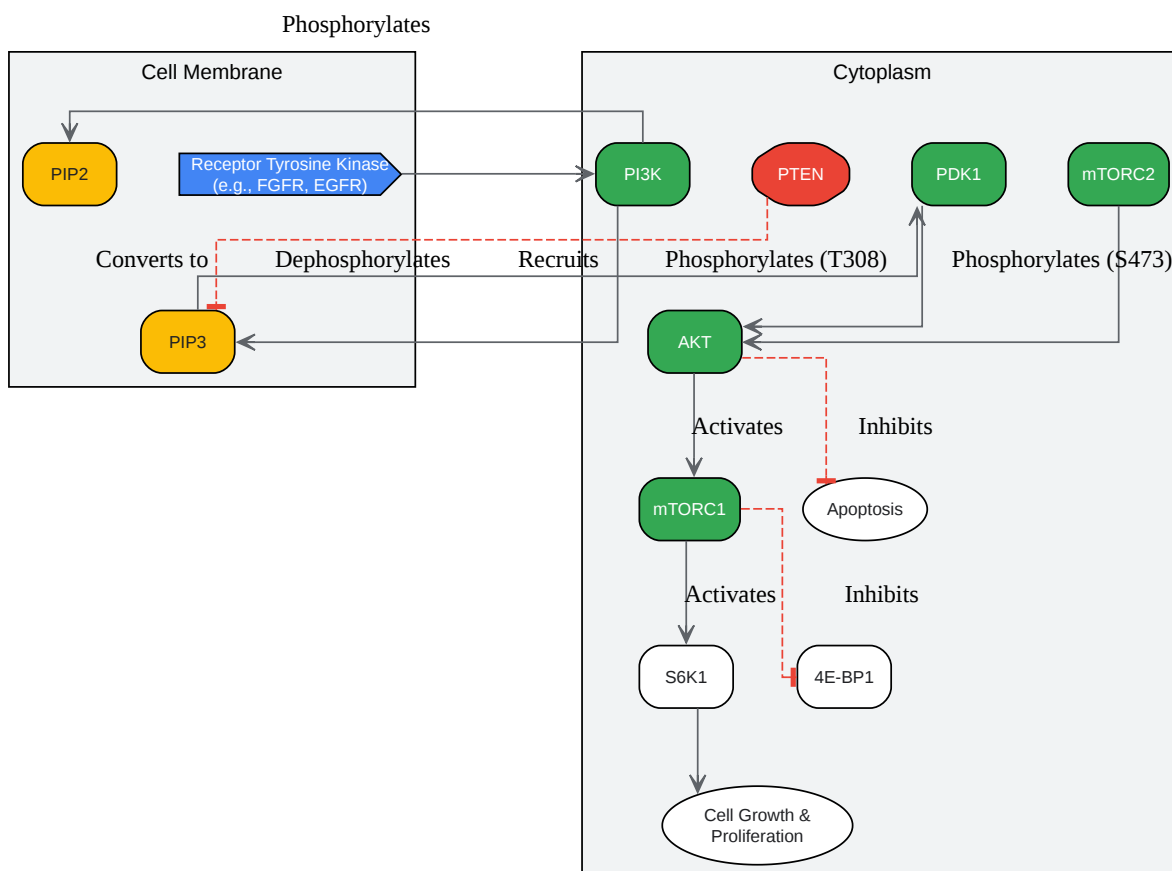 Phosphorylates
Cell Membrane
Cytoplasm
PIP2
Receptor Tyrosine Kinase
(e.g., FGFR, EGFR)
PI3K
PTEN
PDK1
mTORC2
Converts to
Dephosphorylates
Recruits
Phosphorylates (T308)
Phosphorylates (S473)
PIP3
AKT
Activates
Inhibits
mTORC1
Apoptosis
Activates
Inhibits
S6K1
4E-BP1
Cell Growth &
Proliferation